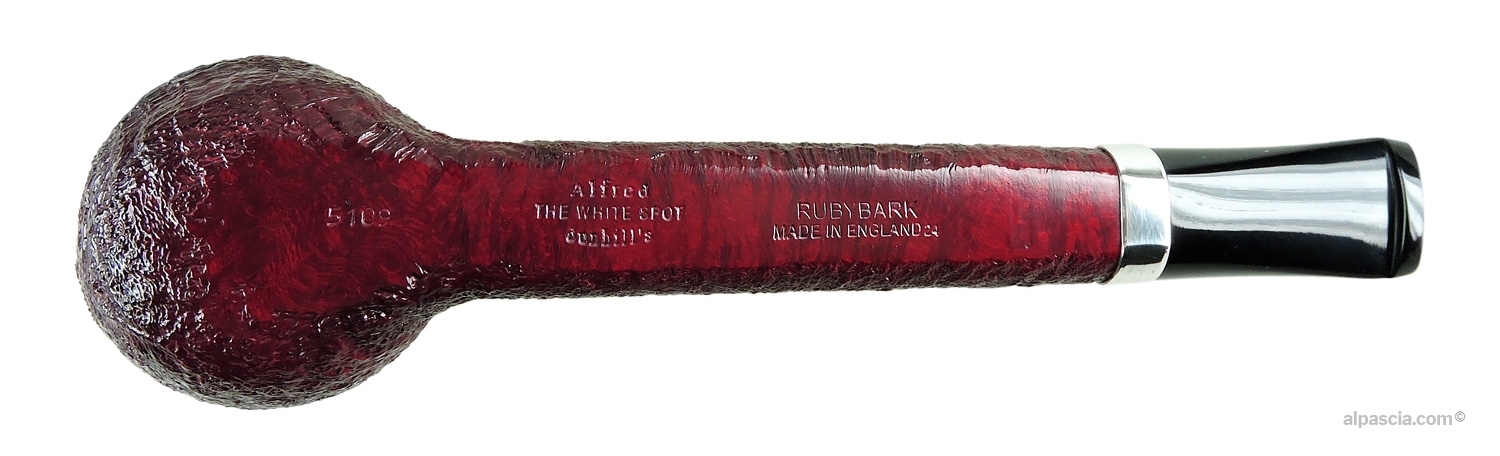 5109
Alfred
THE WHITE SPOT
Dunhill's
RUBYBARK
MADE IN ENGLAND24
alpascia.com©